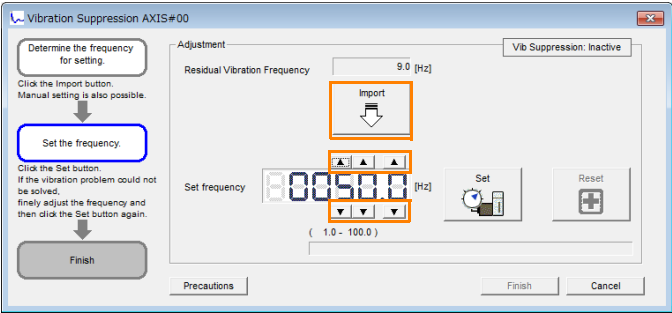 Vibration Suppression AXIS#00
Determine the frequency
for setting.
Click the Import button.
Manual setting is also possible.
Set the frequency.
Click the Set button.
If the vibration problem could not
be solved,
finely adjust the frequency and
then click the Set button again.
Finish
Adjustment
Vib Suppression: Inactive
Residual Vibration Frequency
9.0 [Hz]
Import
Set frequency
0050.0 [Hz]
Set
Reset
( 1.0 - 100.0 )
Precautions
Finish
Cancel